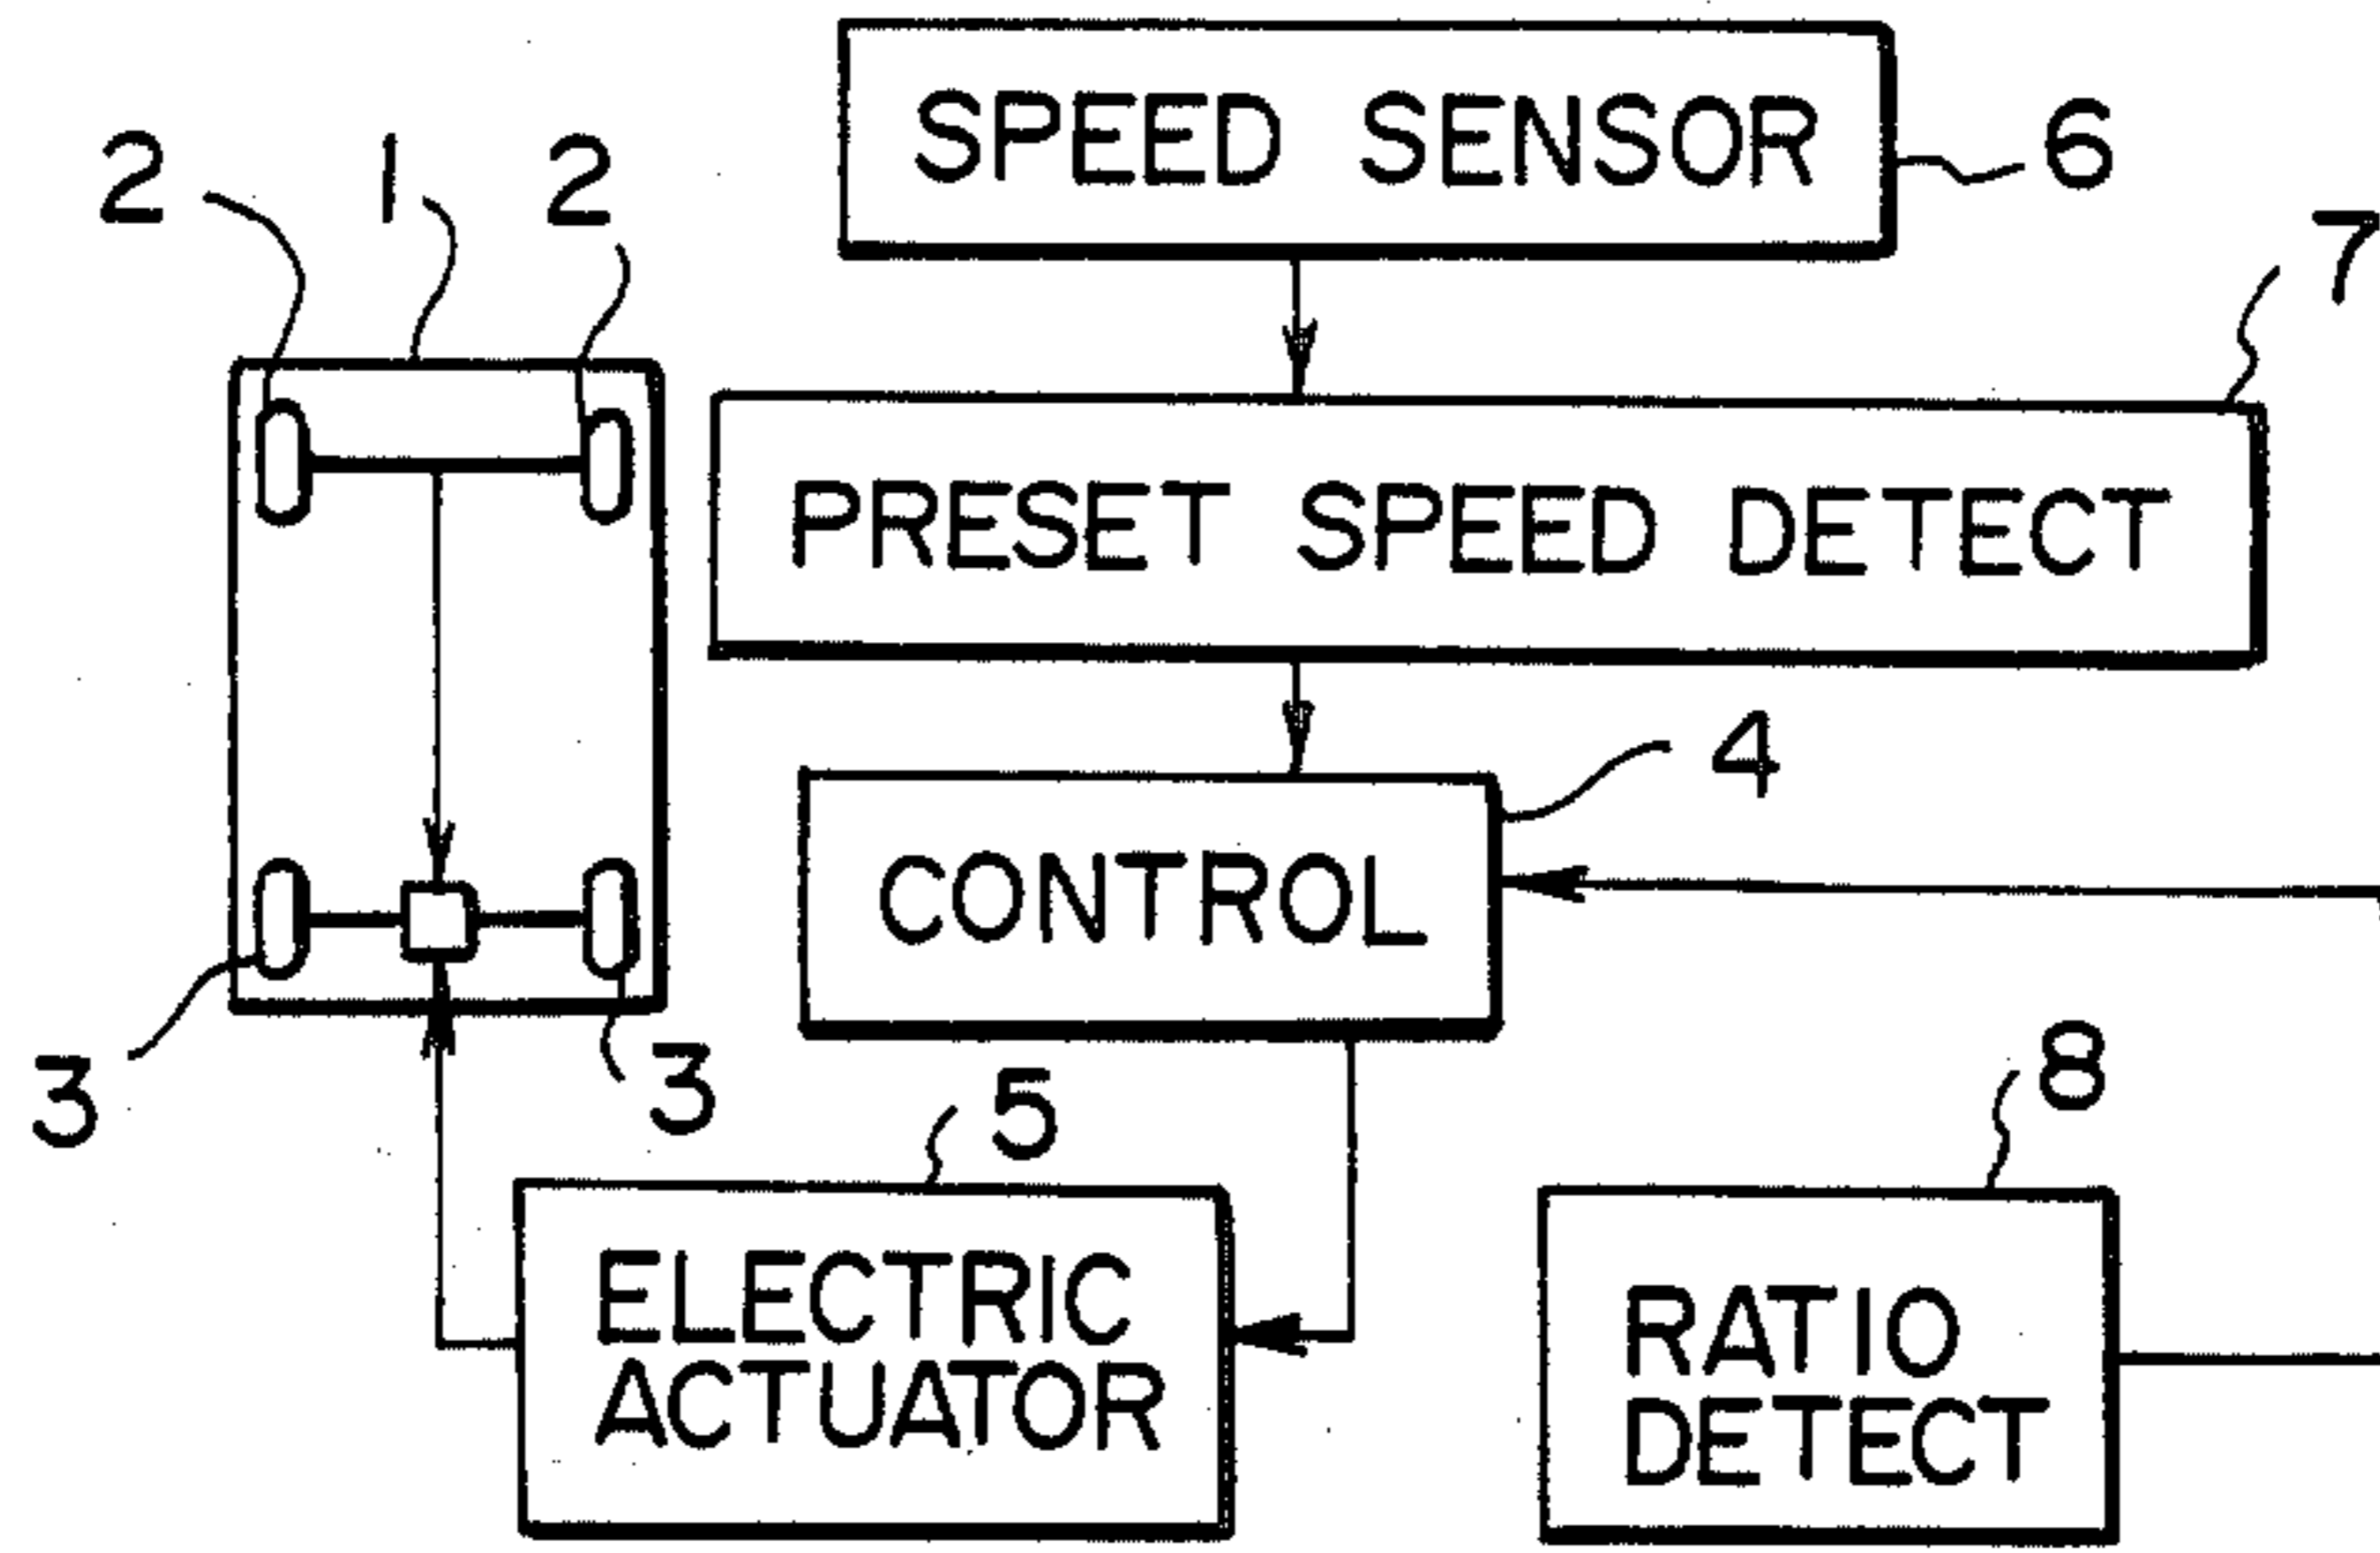 SPEED SENSOR
6
2
1
2
7
PRESET SPEED DETECT
4
CONTROL
3
3
5
8
ELECTRIC
ACTUATOR
RATIO
DETECT